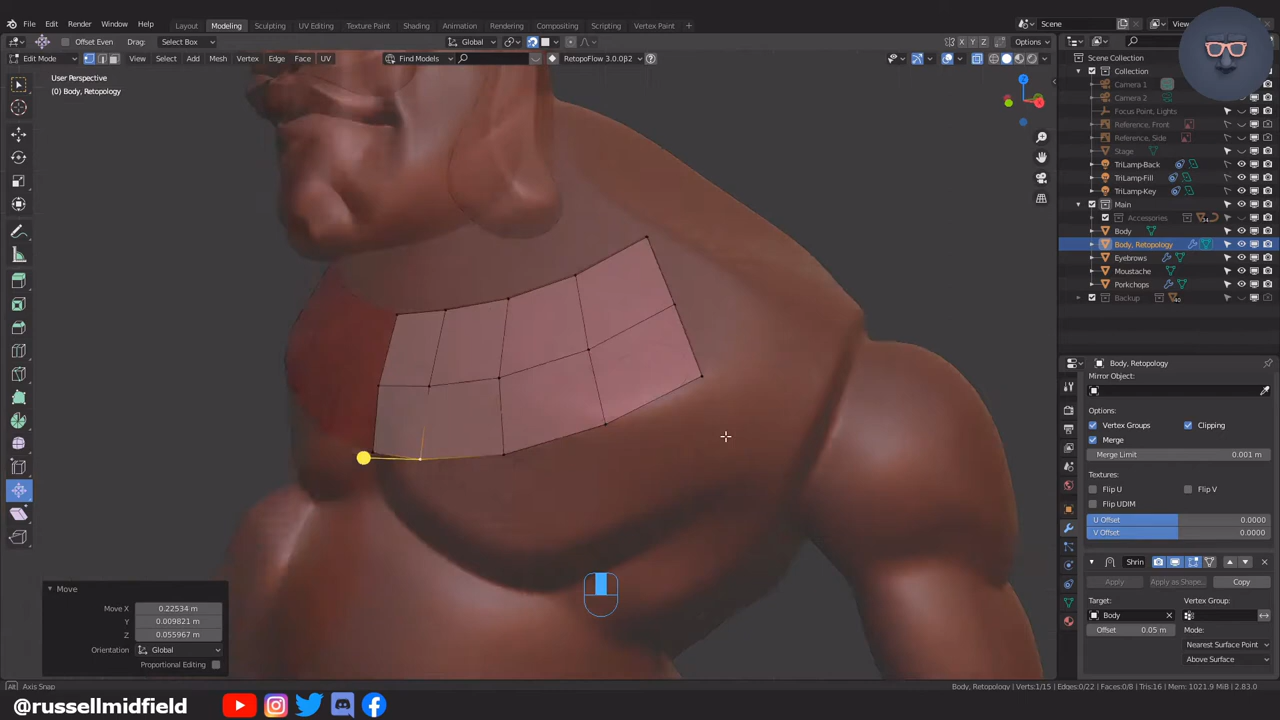 File Edit Render Window Help Layout Modeling Sculpting UV Editing Texture Paint Shading Animation Rendering Compositing Scripting Vertex Paint Scene
Offset Even Drag: Select Box Global X Y Z Options
Edit Mode View Select Add Mesh Vertex Edge Face UV Find Models RetopoFlow 3.0.0β2
User Perspective
(0) Body, Retopology
Scene Collection
Collection
Camera 1
Camera 2
Focus Point, Lights
Reference, Front
Reference, Side
Stage
TriLamp-Back
TriLamp-Fill
TriLamp-Key
Main
Accessories
Body
Body, Retopology
Eyebrows
Moustache
Porkchops
Backup
Body, Retopology
Mirror Object:
Options:
Vertex Groups Clipping
Merge
Merge Limit 0.001 m
Textures:
Flip U Flip V
Flip UDIM
U Offset 0.0000
V Offset 0.0000
Shrin
Apply Apply as Shape... Copy
Target: Vertex Group:
Body
Offset 0.05 m Mode:
Nearest Surface Point
Above Surface
Move
Move X 0.22534 m
Y 0.009821 m
Z 0.055967 m
Orientation Global
Proportional Editing
Alt Axis Snap
Body, Retopology | Verts:1/15 | Edges:0/22 | Faces:0/8 | Tris:16 | Mem: 1021.9 MiB | 2.83.0
@russellmidfield